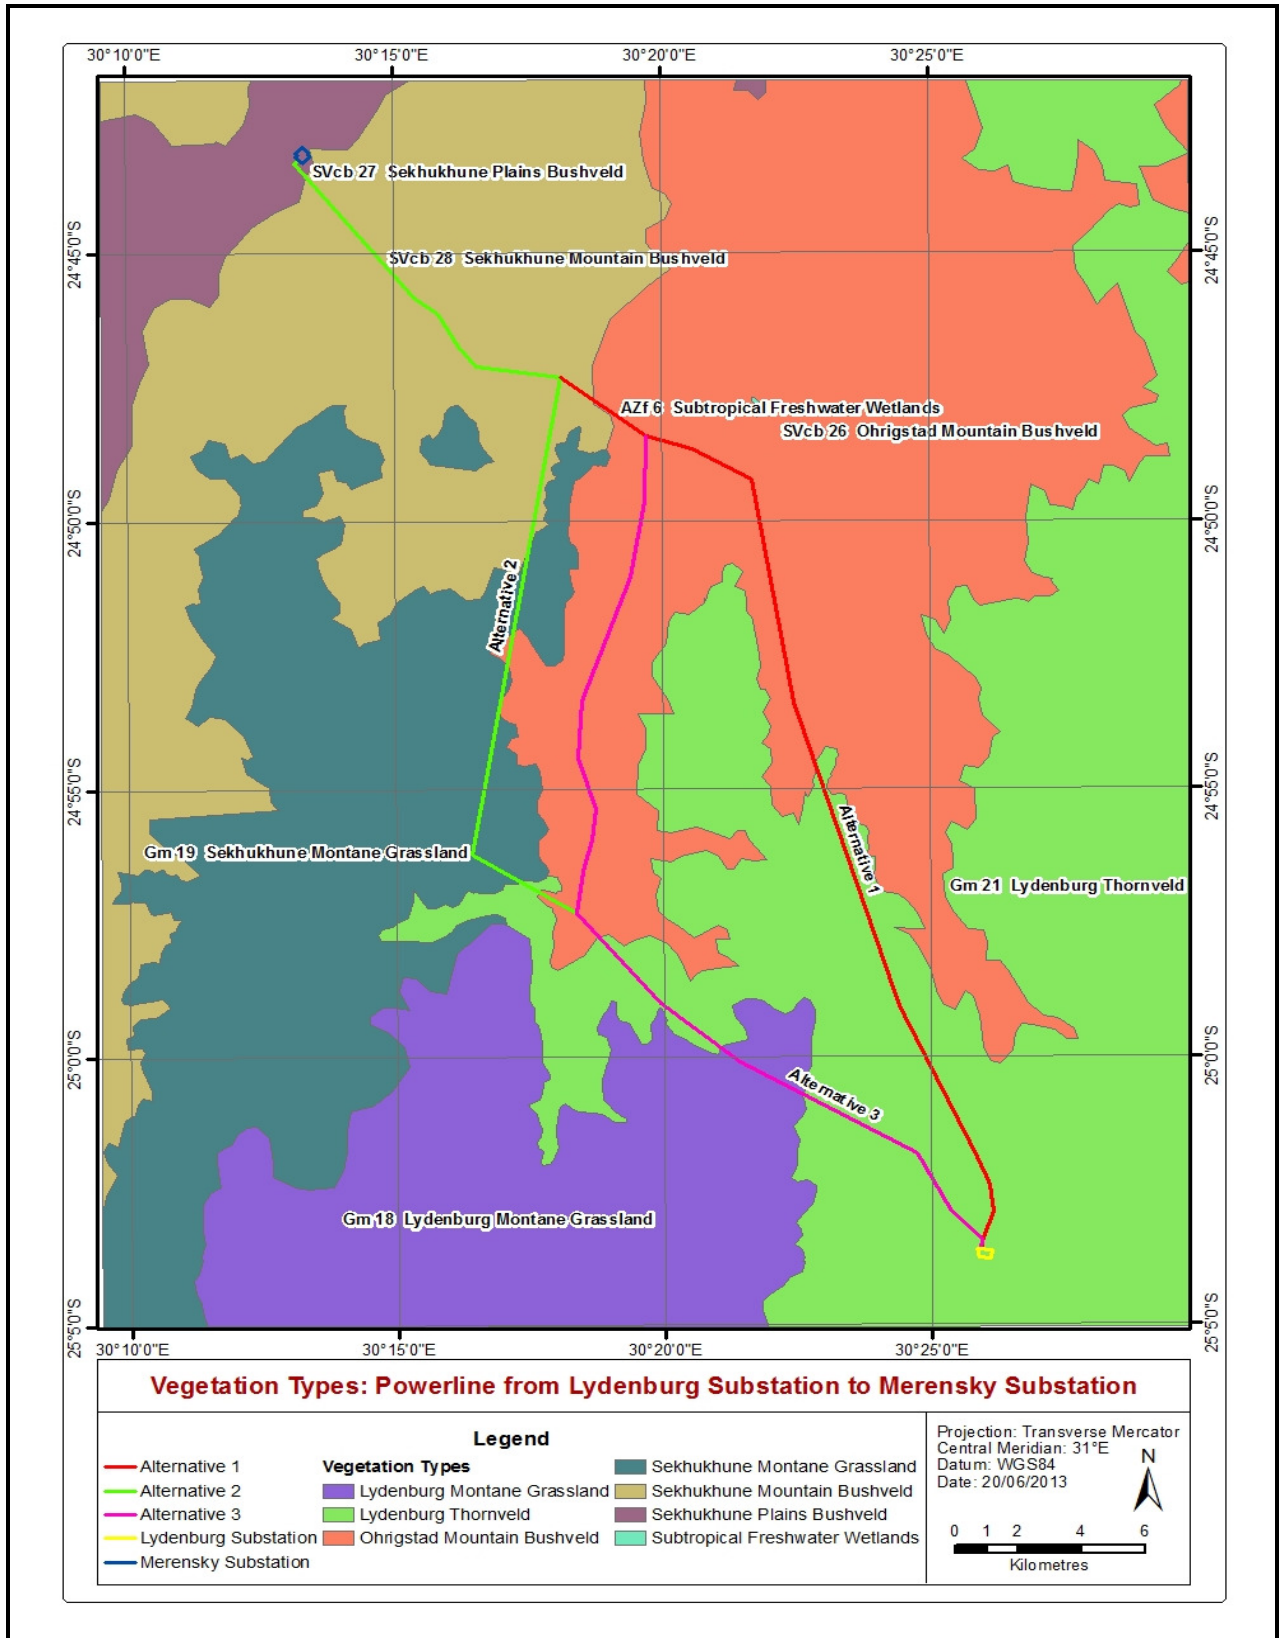 30°10'0"E 30°15'0"E 30°20'0"E 30°25'0"E
SVcb 27 Sekhukhune Plains Bushveld
24°45'0"S
24°45'0"S
SVcb 28 Sekhukhune Mountain Bushveld
AZf 6 Subtropical Freshwater Wetlands
SVcb 26 Ohrigstad Mountain Bushveld
24°50'0"S
24°50'0"S
Alternative 2
24°55'0"S
24°55'0"S
Alternative 1
Gm 19 Sekhukhune Montane Grassland
Gm 21 Lydenburg Thornveld
25°0'0"S
25°0'0"S
Alternative 3
Gm 18 Lydenburg Montane Grassland
25°5'0"S
25°5'0"S
30°10'0"E 30°15'0"E 30°20'0"E 30°25'0"E
Vegetation Types: Powerline from Lydenburg Substation to Merensky Substation
Legend
Alternative 1
Alternative 2
Alternative 3
Lydenburg Substation
Merensky Substation
Vegetation Types
Lydenburg Montane Grassland
Lydenburg Thornveld
Ohrigstad Mountain Bushveld
Sekhukhune Montane Grassland
Sekhukhune Mountain Bushveld
Sekhukhune Plains Bushveld
Subtropical Freshwater Wetlands
Projection: Transverse Mercator
Central Meridian: 31°E
Datum: WGS84
Date: 20/06/2013
N
0 1 2 4 6
Kilometres